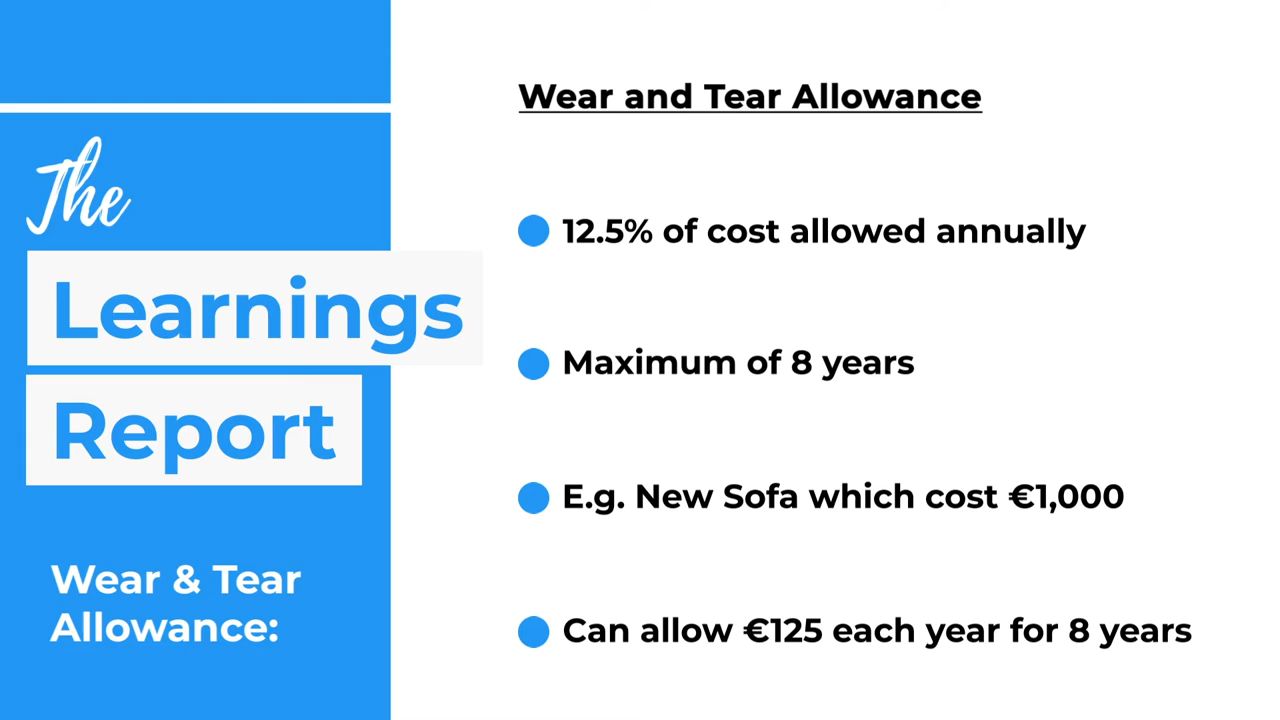 The
Learnings
Report
Wear & Tear
Allowance:
Wear and Tear Allowance
12.5% of cost allowed annually
Maximum of 8 years
E.g. New Sofa which cost €1,000
Can allow €125 each year for 8 years